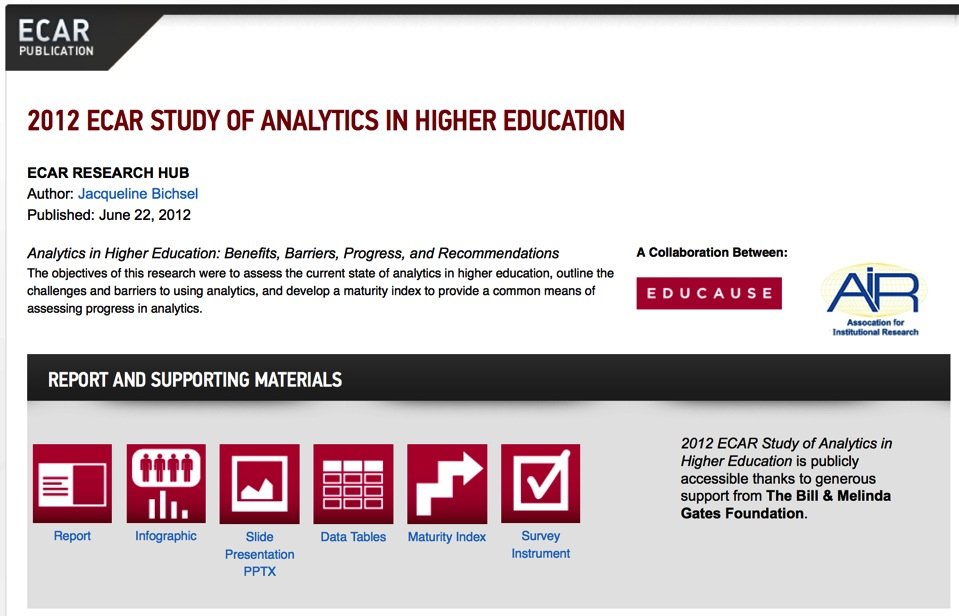 ECAR
PUBLICATION
2012 ECAR STUDY OF ANALYTICS IN HIGHER EDUCATION
ECAR RESEARCH HUB
Author: Jacqueline Bichsel
Published: June 22, 2012
Analytics in Higher Education: Benefits, Barriers, Progress, and Recommendations
The objectives of this research were to assess the current state of analytics in higher education, outline the
challenges and barriers to using analytics, and develop a maturity index to provide a common means of
assessing progress in analytics.
A Collaboration Between:
EDUCAUSE
AIR
Assocation for
Institutional Research
REPORT AND SUPPORTING MATERIALS
Report
Infographic
Slide
Presentation
PPTX
Data Tables
Maturity Index
Survey
Instrument
2012 ECAR Study of Analytics in
Higher Education is publicly
accessible thanks to generous
support from The Bill & Melinda
Gates Foundation.